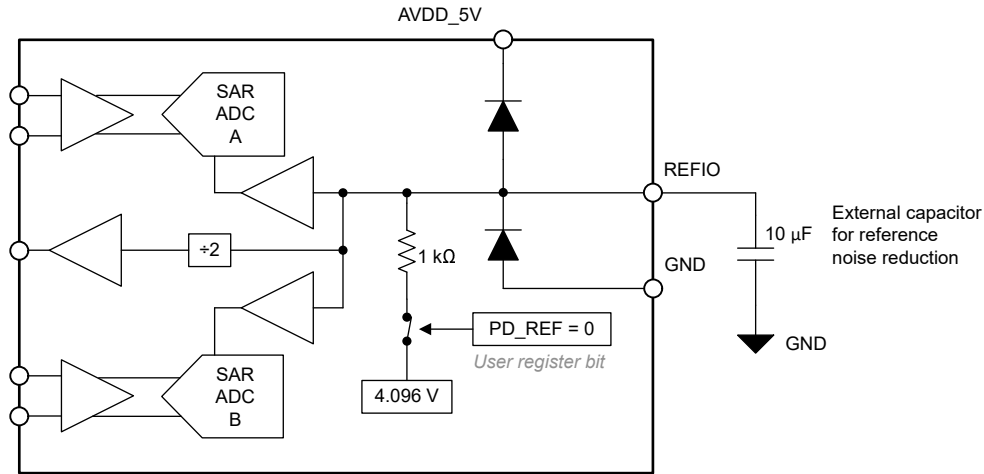 AVDD_5V
SAR
ADC
A
REFIO
÷2
1 kΩ
GND
10 µF
External capacitor
for reference
noise reduction
PD_REF = 0
User register bit
GND
SAR
ADC
B
4.096 V